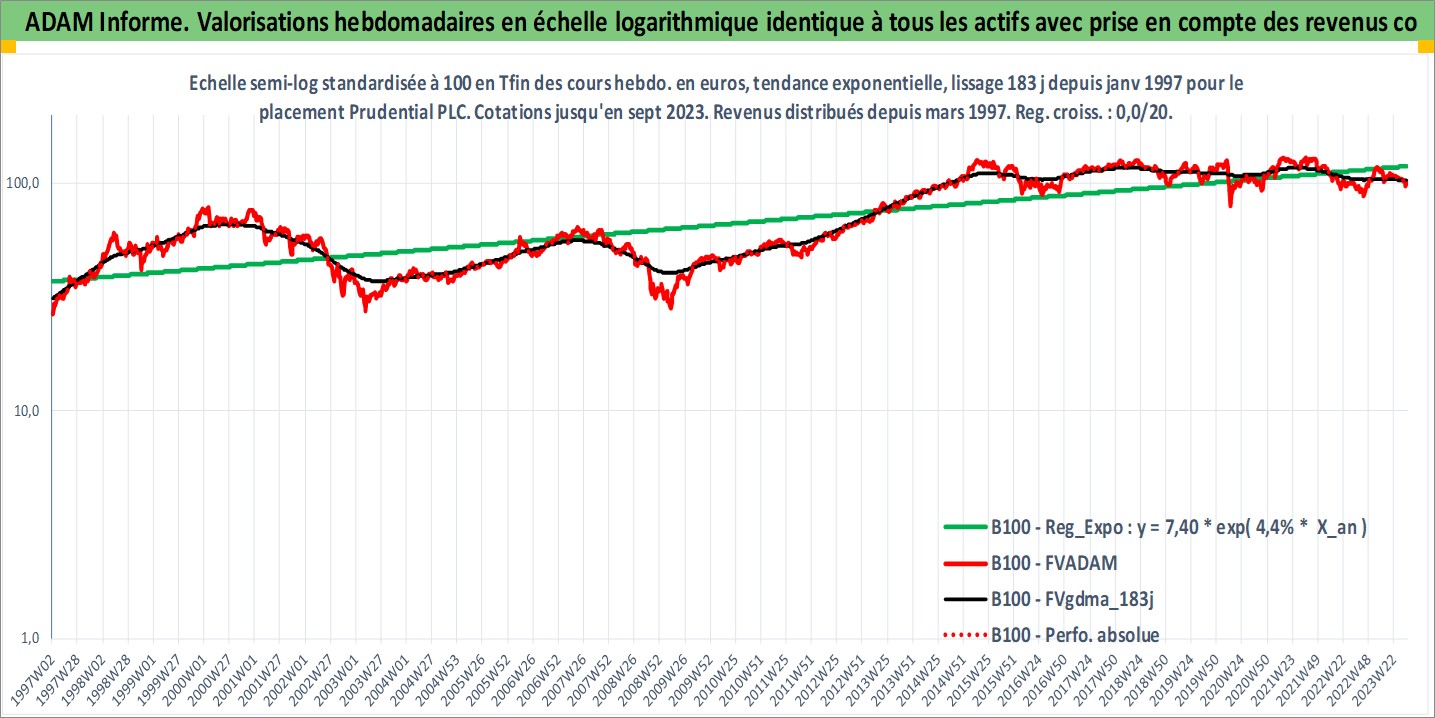 ADAM Informe. Valorisations hebdomadaires en échelle logarithmique identique à tous les actifs avec prise en compte des revenus co
Echelle semi-log standardisée à 100 en Tfin des cours hebdo. en euros, tendance exponentielle, lissage 183 j depuis janv 1997 pour le
placement Prudential PLC. Cotations jusqu'en sept 2023. Revenus distribués depuis mars 1997. Reg. croiss. : 0,0/20.
100,0
10,0
1,0
B100 - Reg_Expo : y = 7,40 * exp( 4,4% * X_an )
B100 - FVADAM
B100 - FVgdma_183j
B100 - Perfo. absolue
1997W02
1997W28
1998W02
1998W28
1999W01
1999W27
2000W01
2000W27
2001W01
2001W27
2002W01
2002W27
2003W01
2003W27
2004W01
2004W27
2004W53
2005W26
2005W52
2006W26
2006W52
2007W26
2007W52
2008W26
2008W52
2009W26
2009W52
2010W25
2010W51
2011W25
2011W51
2012W25
2012W51
2013W25
2013W51
2014W25
2014W51
2015W25
2015W51
2016W24
2016W50
2017W24
2017W50
2018W24
2018W50
2019W24
2019W50
2020W24
2020W50
2021W23
2021W49
2022W22
2022W48
2023W22